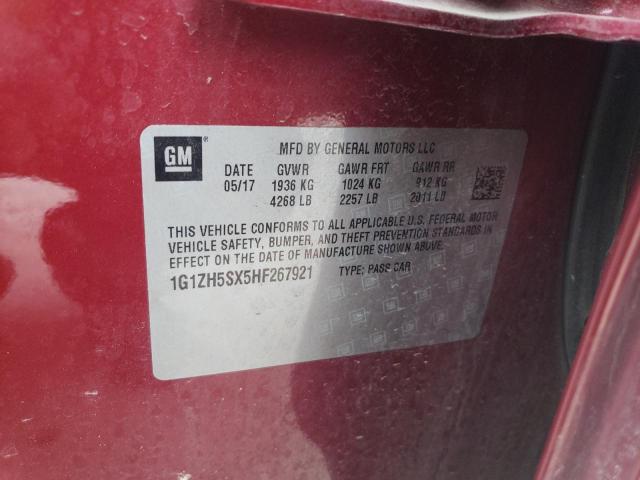 GM ®
MFD BY GENERAL MOTORS LLC
DATE GVWR GAWR FRT GAWR RR
05/17 1936 KG 1024 KG 912 KG
4268 LB 2257 LB 2011 LB
THIS VEHICLE CONFORMS TO ALL APPLICABLE U.S. FEDERAL MOTOR
VEHICLE SAFETY, BUMPER, AND THEFT PREVENTION STANDARDS IN
EFFECT ON THE DATE OF MANUFACTURE SHOWN ABOVE.
1G1ZH5SX5HF267921 TYPE: PASS CAR